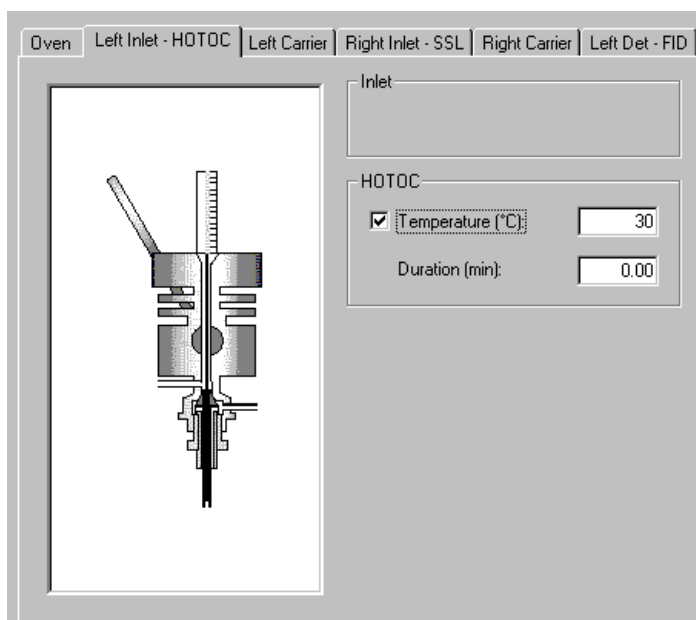 Oven Left Inlet - HOTOC Left Carrier Right Inlet - SSL Right Carrier Left Det - FID
Inlet
HOTOC
Temperature (°C): 30
Duration (min): 0.00